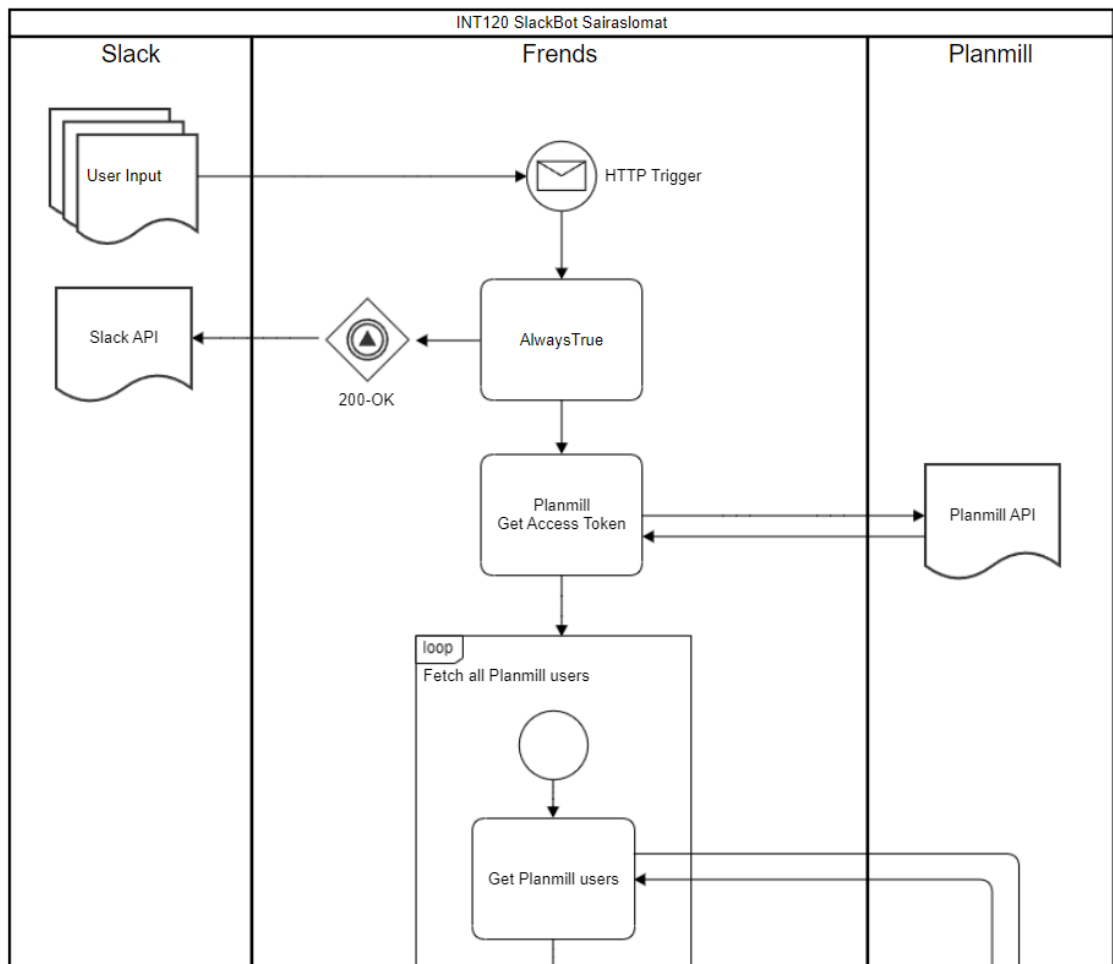 INT120 SlackBot Sairaslomat
Slack
Frends
Planmill
User Input
HTTP Trigger
Slack API
200-OK
AlwaysTrue
Planmill
Get Access Token
Planmill API
loop
Fetch all Planmill users
Get Planmill users